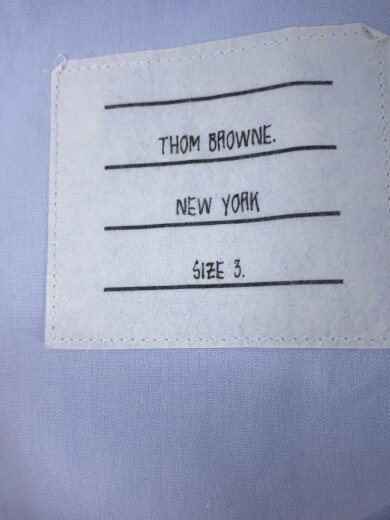 THOM BROWNE.
NEW YORK
SIZE 3.